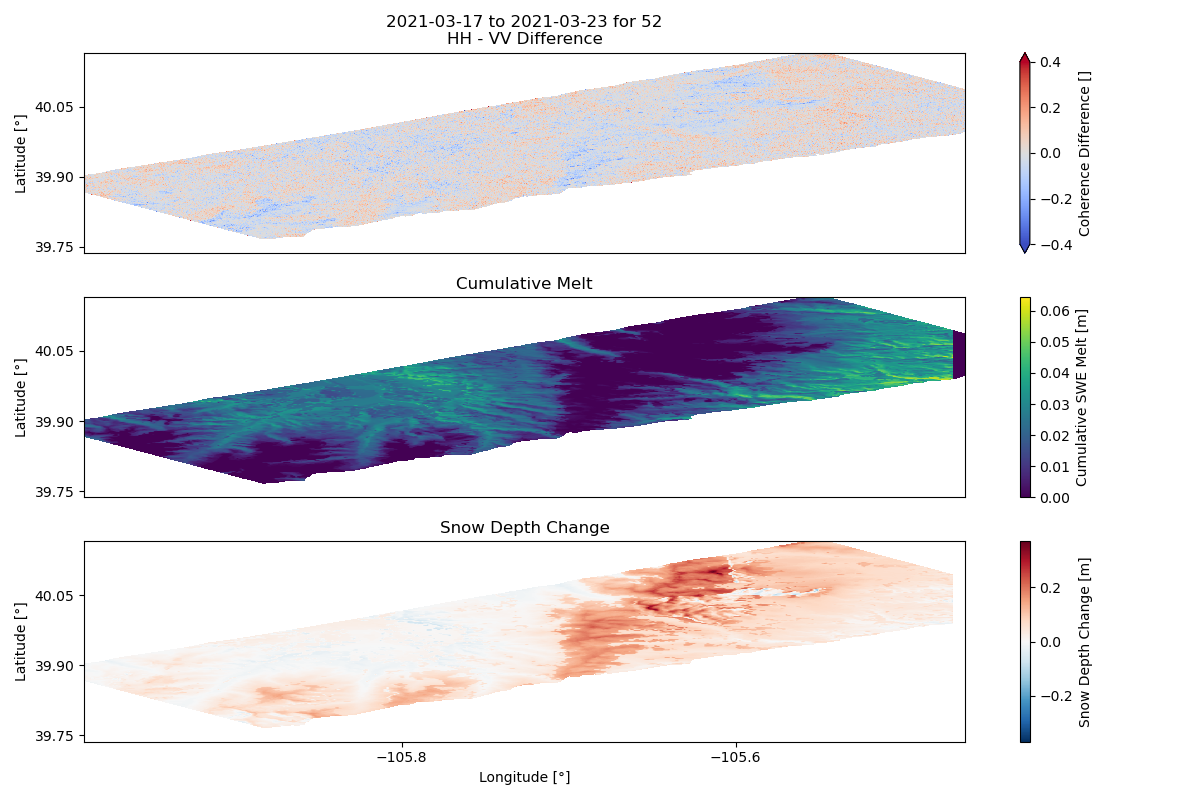 2021-03-17 to 2021-03-23 for 52
HH - VV Difference
40.05
39.90
39.75
Latitude [°]
0.4
0.2
0.0
−0.2
−0.4
Coherence Difference []
Cumulative Melt
40.05
39.90
39.75
Latitude [°]
0.06
0.05
0.04
0.03
0.02
0.01
0.00
Cumulative SWE Melt [m]
Snow Depth Change
40.05
39.90
39.75
Latitude [°]
0.2
0.0
−0.2
Snow Depth Change [m]
−105.8
−105.6
Longitude [°]